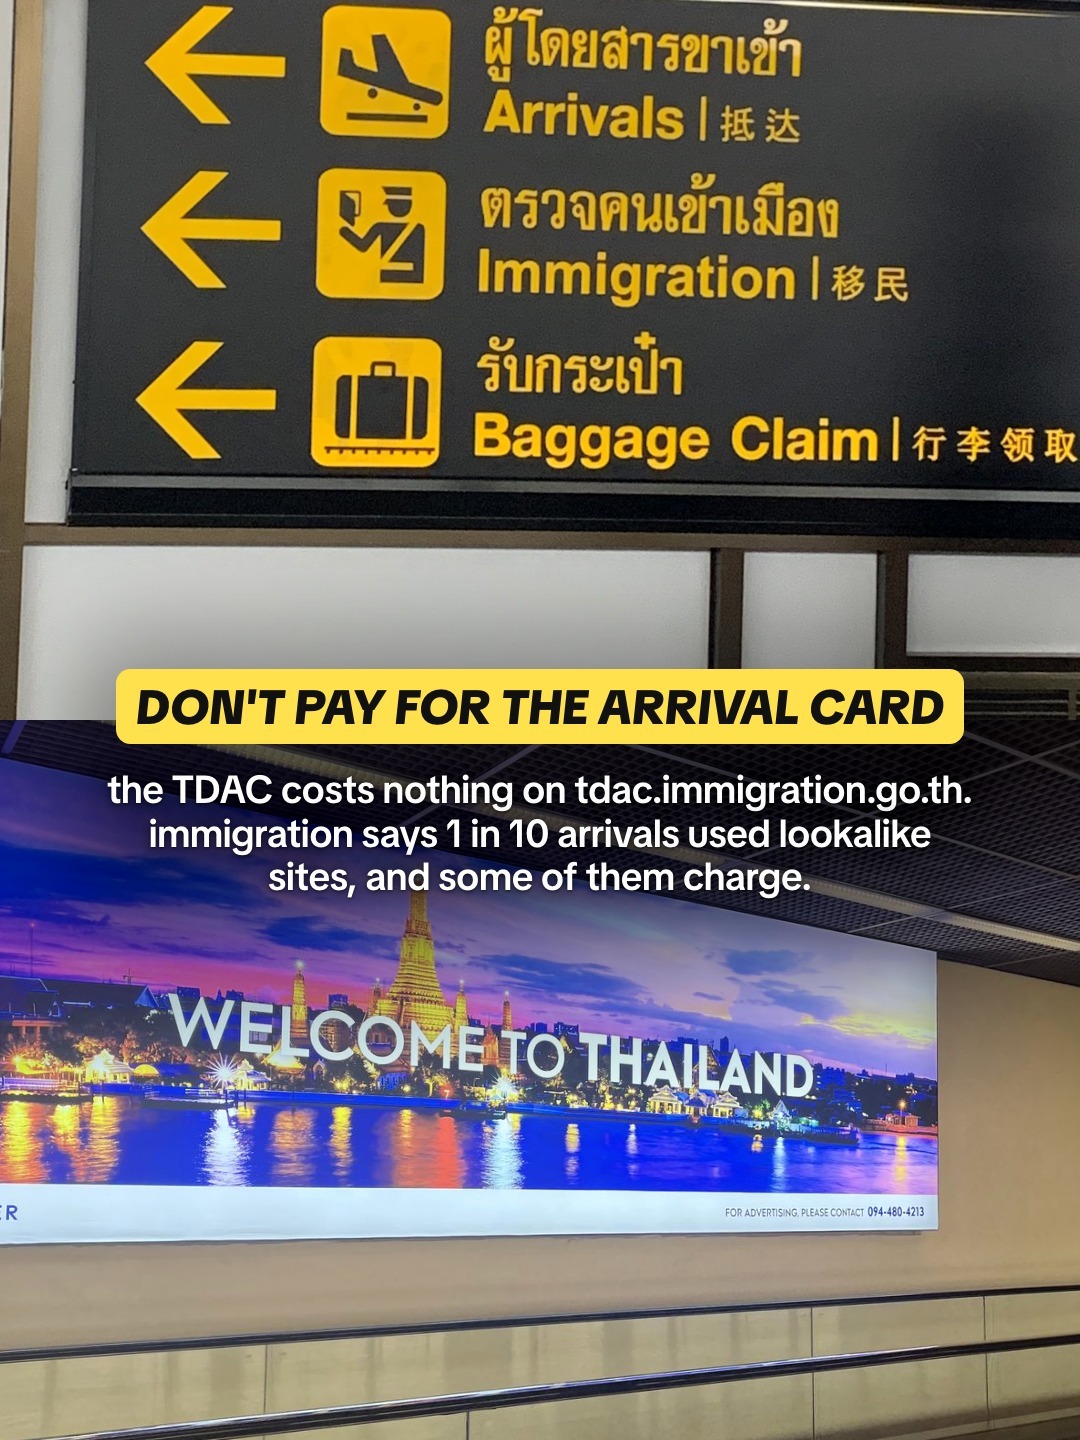 ผู้โดยสารขาเข้า
Arrivals | 抵达
ตรวจคนเข้าเมือง
Immigration | 移民
รับกระเป๋า
Baggage Claim | 行李领取
DON'T PAY FOR THE ARRIVAL CARD
the TDAC costs nothing on tdac.immigration.go.th.
immigration says 1 in 10 arrivals used lookalike
sites, and some of them charge.
WELCOME TO THAILAND
ER
FOR ADVERTISING, PLEASE CONTACT 094-480-4213